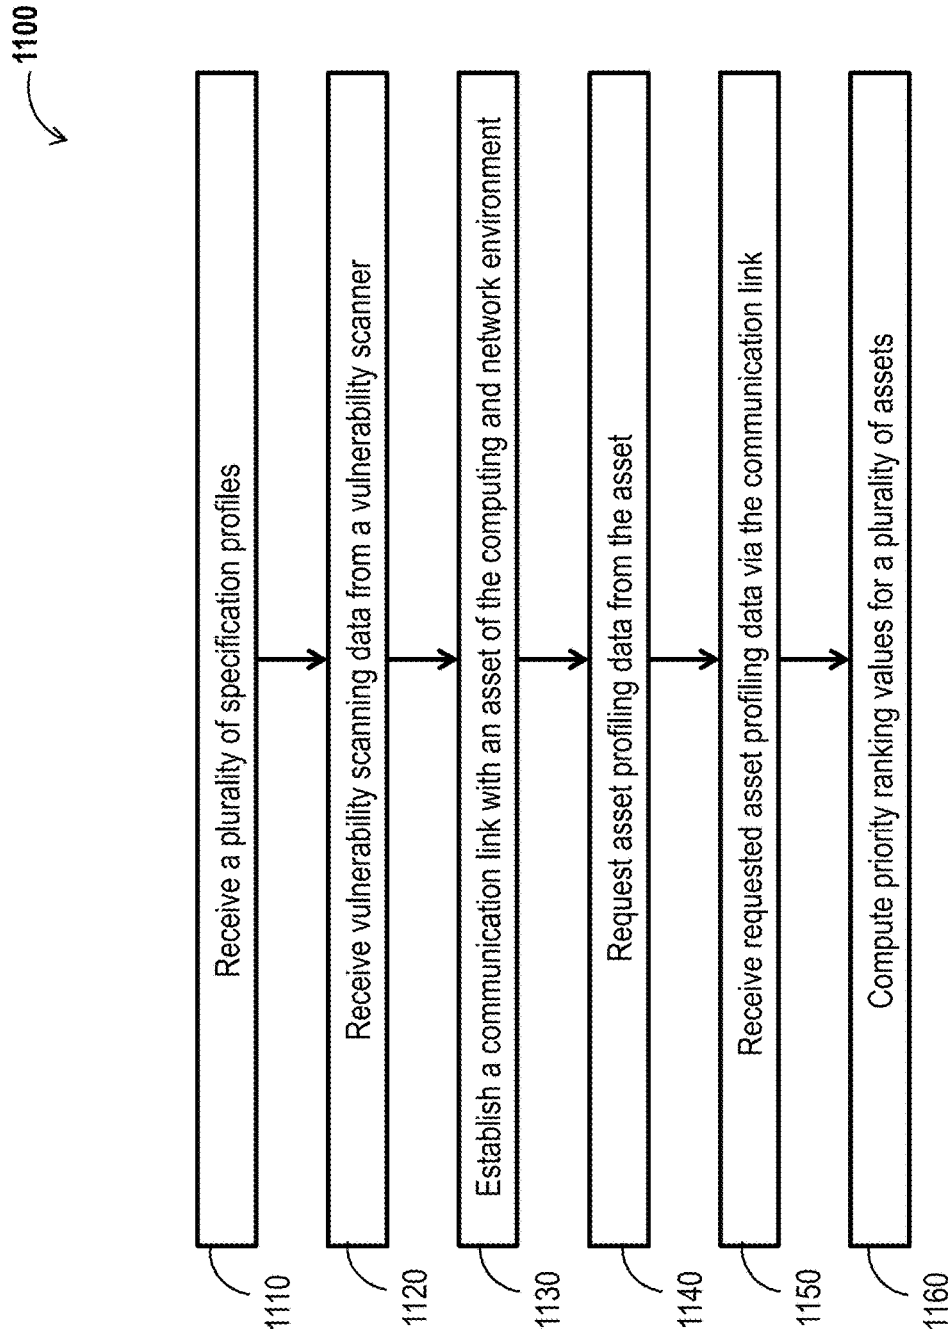 1100
Receive a plurality of specification profiles
1110
Receive vulnerability scanning data from a vulnerability scanner
1120
Establish a communication link with an asset of the computing and network environment
1130
Request asset profiling data from the asset
1140
Receive requested asset profiling data via the communication link
1150
Compute priority ranking values for a plurality of assets
1160